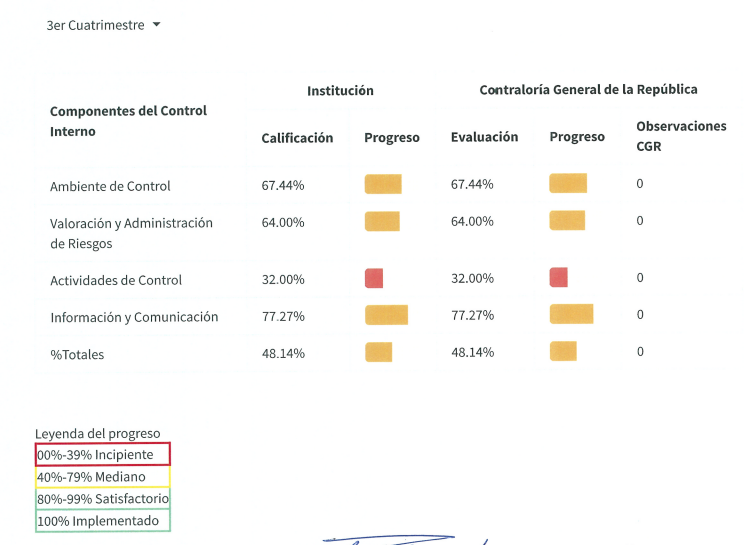 3er Cuatrimestre
Institución Contraloría General de la República
Componentes del Control
Interno
Calificación Progreso Evaluación Progreso Observaciones
CGR
Ambiente de Control 67.44% 67.44% 0
Valoración y Administración
de Riesgos 64.00% 64.00% 0
Actividades de Control 32.00% 32.00% 0
Información y Comunicación 77.27% 77.27% 0
%Totales 48.14% 48.14% 0
Leyenda del progreso
00%-39% Incipiente
40%-79% Mediano
80%-99% Satisfactorio
100% Implementado